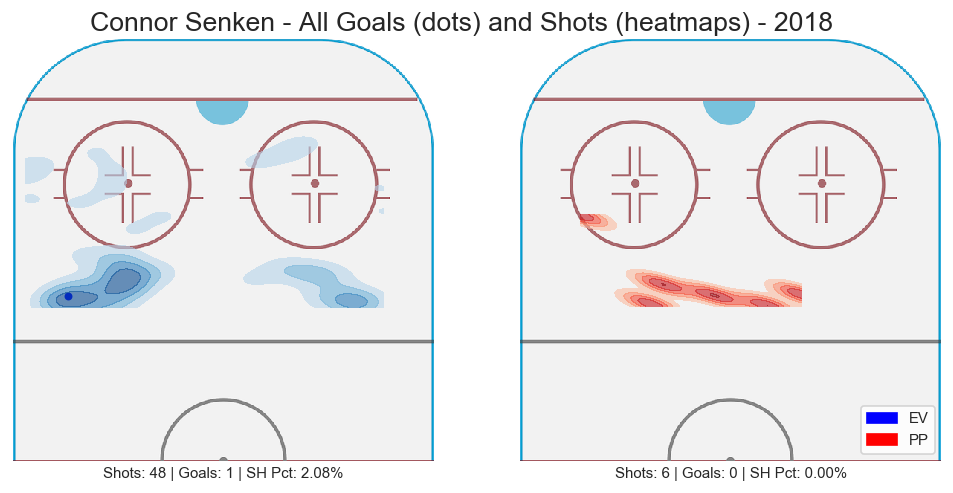 Connor Senken - All Goals (dots) and Shots (heatmaps) - 2018
EV
PP
Shots: 48 | Goals: 1 | SH Pct: 2.08%
Shots: 6 | Goals: 0 | SH Pct: 0.00%